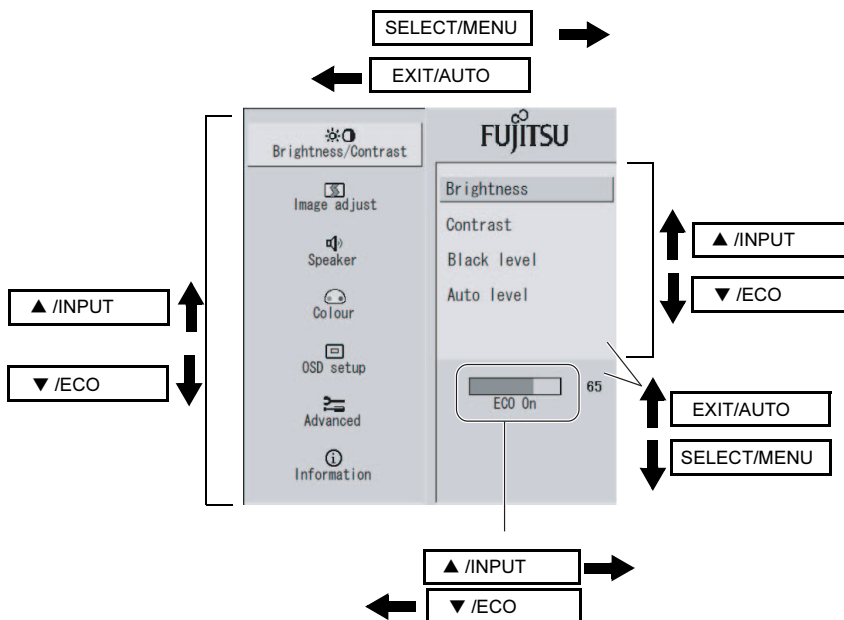 SELECT/MENU
EXIT/AUTO
Brightness/Contrast
Image adjust
Speaker
Colour
OSD setup
Advanced
Information
FUJITSU
Brightness
Contrast
Black level
Auto level
65
ECO On
▲ /INPUT
▼ /ECO
▲ /INPUT
▼ /ECO
EXIT/AUTO
SELECT/MENU
▲ /INPUT
▼ /ECO